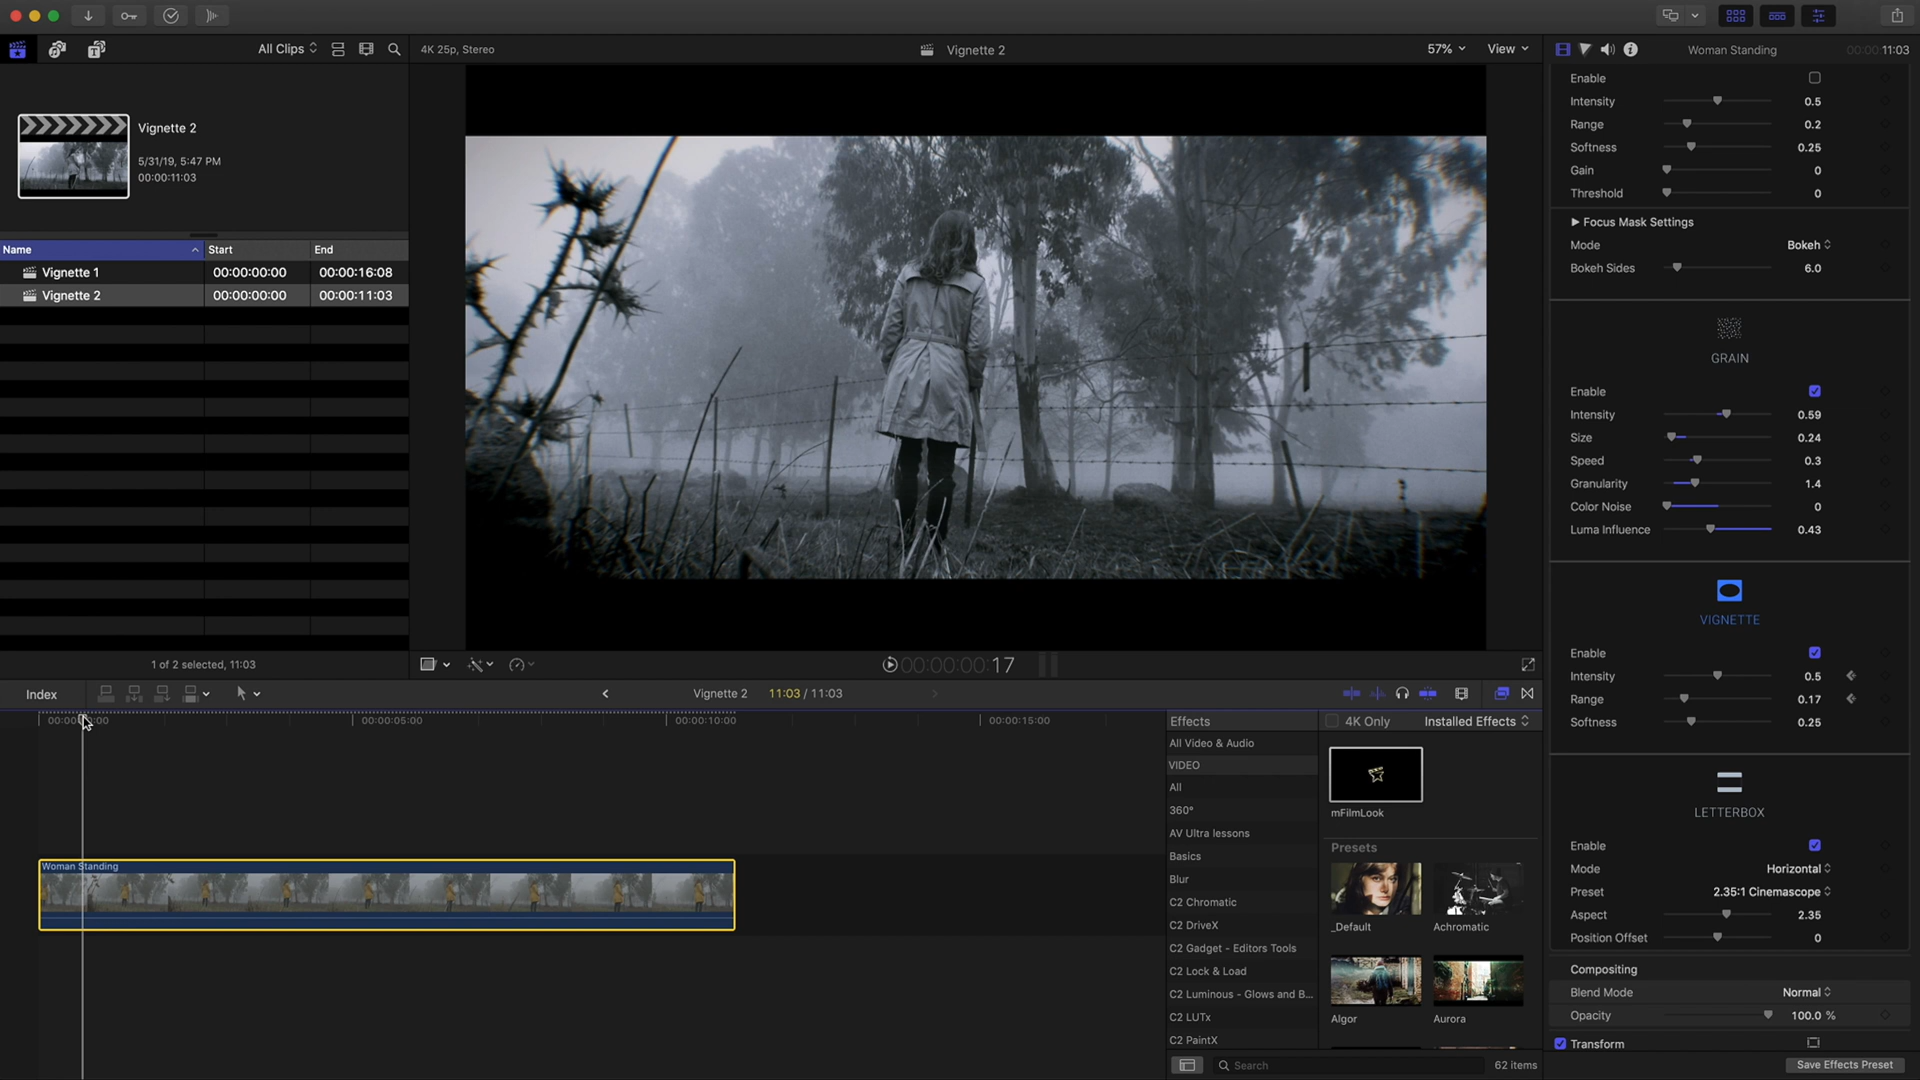 All Clips
4K 25p, Stereo
Vignette 2
57%
View
Woman Standing
00:00:11:03
Vignette 2
5/31/19, 5:47 PM
00:00:11:03
Name
Start
End
Vignette 1
00:00:00:00
00:00:16:08
Vignette 2
00:00:00:00
00:00:11:03
1 of 2 selected, 11:03
00:00:00:00:17
Enable
Intensity
0.5
Range
0.2
Softness
0.25
Gain
0
Threshold
0
Focus Mask Settings
Mode
Bokeh
Bokeh Sides
6.0
GRAIN
Enable
Intensity
0.59
Size
0.24
Speed
0.3
Granularity
1.4
Color Noise
0
Luma Influence
0.43
VIGNETTE
Enable
Intensity
0.5
Range
0.17
Softness
0.25
LETTERBOX
Enable
Mode
Horizontal
Preset
2.35:1 Cinemascope
Aspect
2.35
Position Offset
0
Compositing
Blend Mode
Normal
Opacity
100.0 %
Transform
Save Effects Preset
Index
Vignette 2
11:03 / 11:03
00:00:05:00
00:00:10:00
00:00:15:00
Woman Standing
Effects
4K Only
Installed Effects
All Video & Audio
VIDEO
All
360°
AV Ultra lessons
Basics
Blur
C2 Chromatic
C2 DriveX
C2 Gadget - Editors Tools
C2 Lock & Load
C2 Luminous - Glows and B...
C2 LUTx
C2 PaintX
mFilmLook
Presets
_Default
Achromatic
Algor
Aurora
Search
62 items